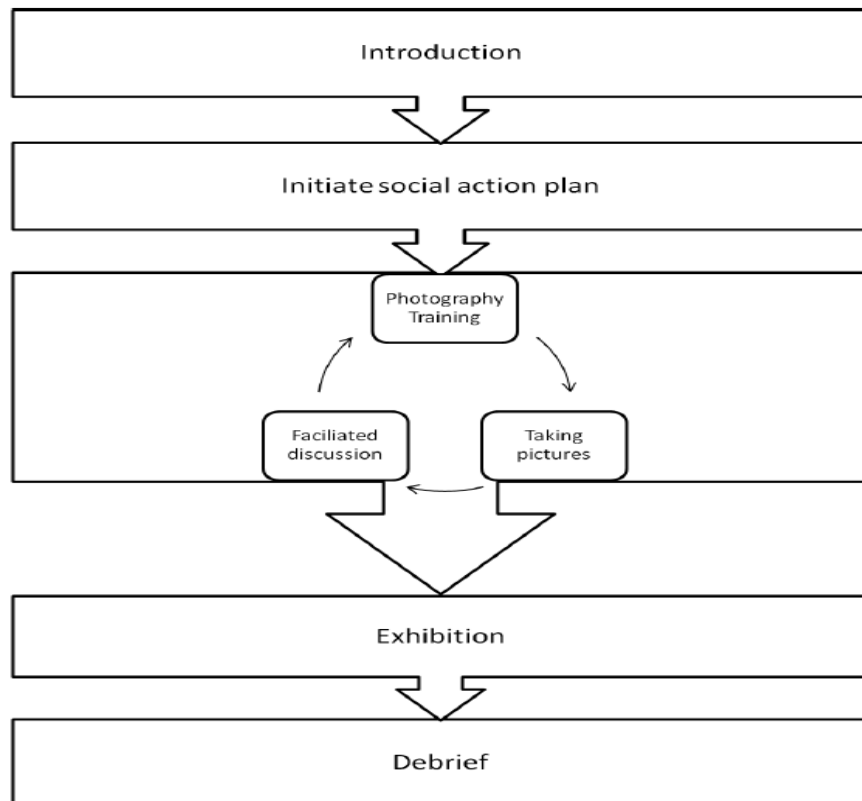 Introduction
Initiate social action plan
Photography
Training
Faciliated
discussion
Taking
pictures
Exhibition
Debrief